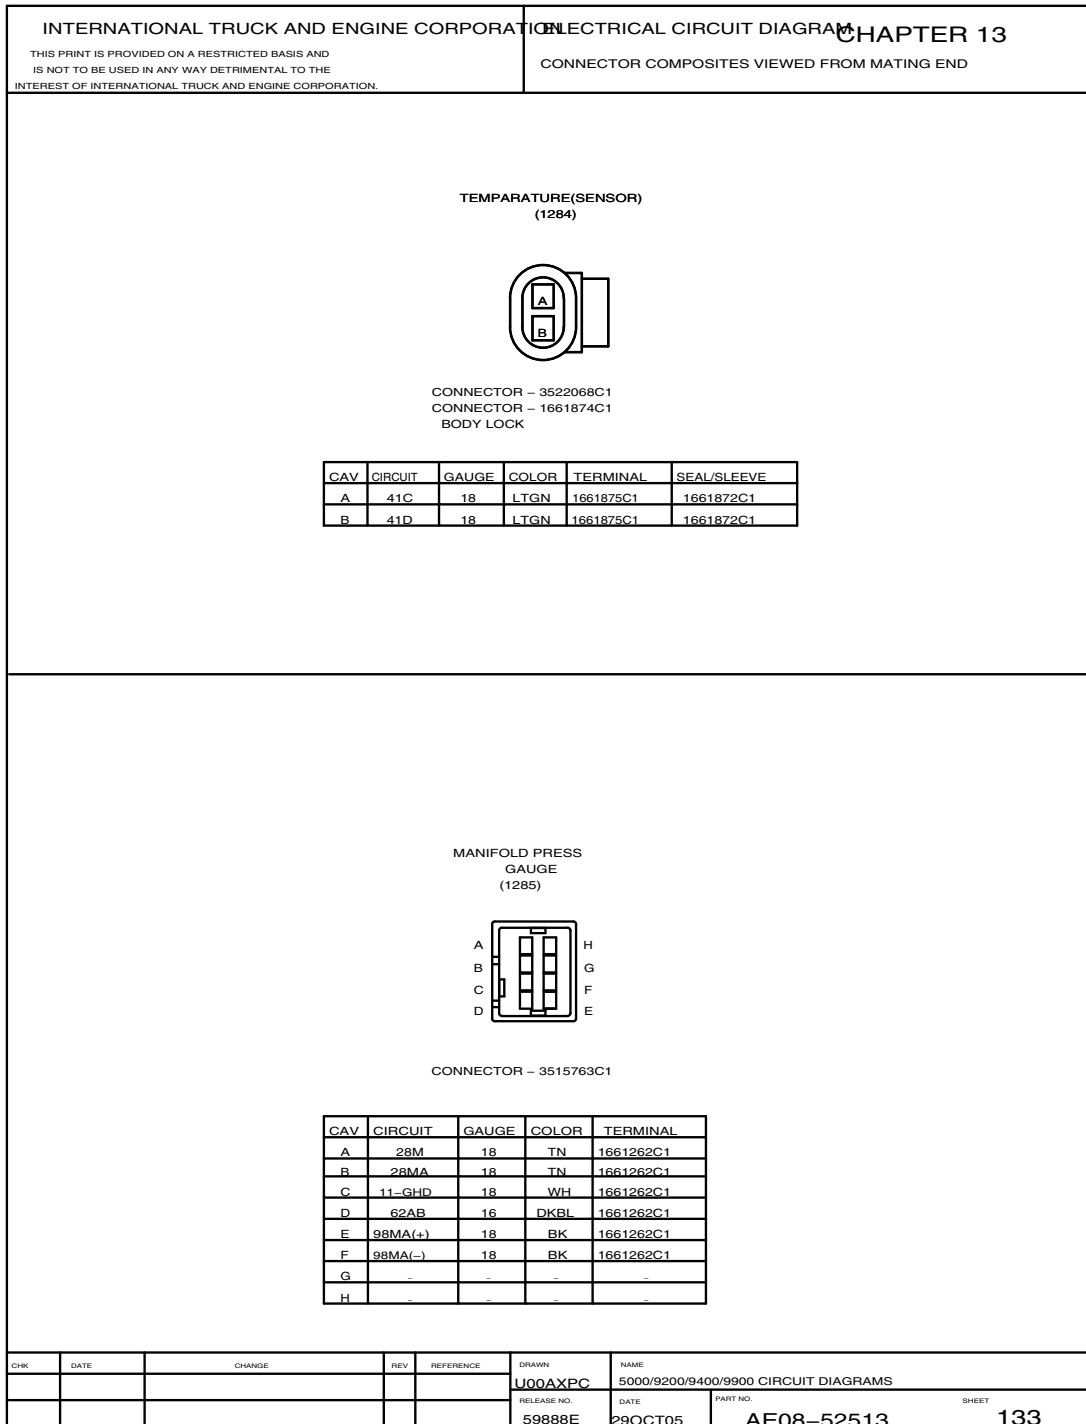 INTERNATIONAL TRUCK AND ENGINE CORPORATION
THIS PRINT IS PROVIDED ON A RESTRICTED BASIS AND
IS NOT TO BE USED IN ANY WAY DETRIMENTAL TO THE
INTEREST OF INTERNATIONAL TRUCK AND ENGINE CORPORATION.
ELECTRICAL CIRCUIT DIAGRAM
CHAPTER 13
CONNECTOR COMPOSITES VIEWED FROM MATING END
TEMPARATURE(SENSOR)
(1284)
A
B
CONNECTOR – 3522068C1
CONNECTOR – 1661874C1
BODY LOCK
CAV CIRCUIT GAUGE COLOR TERMINAL SEAL/SLEEVE
A 41C 18 LTGN 1661875C1 1661872C1
B 41D 18 LTGN 1661875C1 1661872C1
MANIFOLD PRESS
GAUGE
(1285)
A H
B G
C F
D E
CONNECTOR – 3515763C1
CAV CIRCUIT GAUGE COLOR TERMINAL
A 28M 18 TN 1661262C1
B 28MA 18 TN 1661262C1
C 11–GHD 18 WH 1661262C1
D 62AB 16 DKBL 1661262C1
E 98MA(+) 18 BK 1661262C1
F 98MA(–) 18 BK 1661262C1
G – – – –
H – – – –
CHK DATE CHANGE REV REFERENCE DRAWN NAME
U00AXPC 5000/9200/9400/9900 CIRCUIT DIAGRAMS
RELEASE NO. DATE PART NO. SHEET
59888E 29OCT05 AE08–52513 133